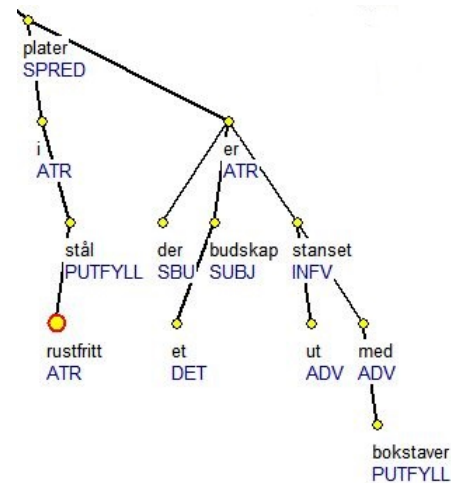 plater
SPRED
i er
ATR ATR
stål der budskap stanset
PUTFYLL SBU SUBJ INFV
rustfritt et ut med
ATR DET ADV ADV
bokstaver
PUTFYLL